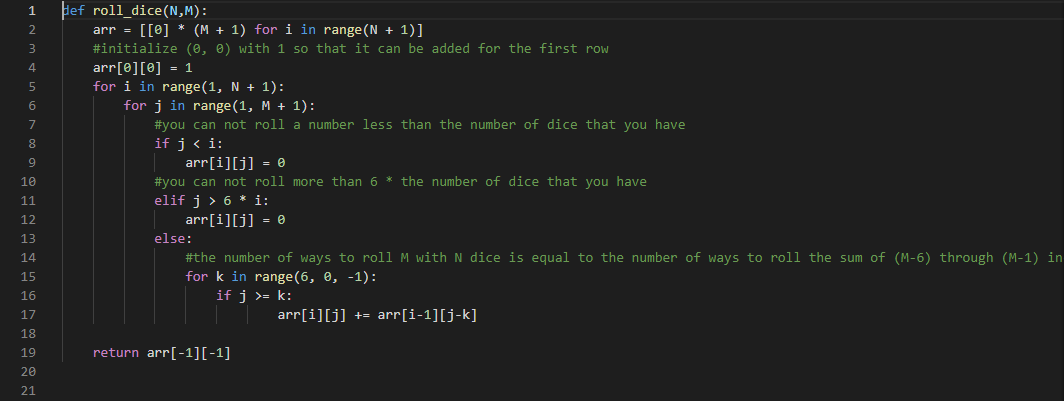 1 def roll_dice(N,M):
2     arr = [[0] * (M + 1) for i in range(N + 1)]
3     #initialize (0, 0) with 1 so that it can be added for the first row
4     arr[0][0] = 1
5     for i in range(1, N + 1):
6         for j in range(1, M + 1):
7             #you can not roll a number less than the number of dice that you have
8             if j < i:
9                 arr[i][j] = 0
10             #you can not roll more than 6 * the number of dice that you have
11             elif j > 6 * i:
12                 arr[i][j] = 0
13             else:
14                 #the number of ways to roll M with N dice is equal to the number of ways to roll the sum of (M-6) through (M-1) in
15                 for k in range(6, 0, -1):
16                     if j >= k:
17                             arr[i][j] += arr[i-1][j-k]
18
19     return arr[-1][-1]
20
21